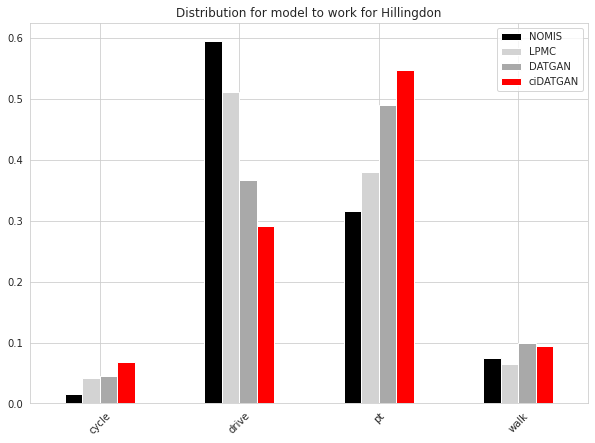 Distribution for model to work for Hillingdon
NOMIS
LPMC
DATGAN
ciDATGAN
0.6
0.5
0.4
0.3
0.2
0.1
0.0
cycle
drive
pt
walk